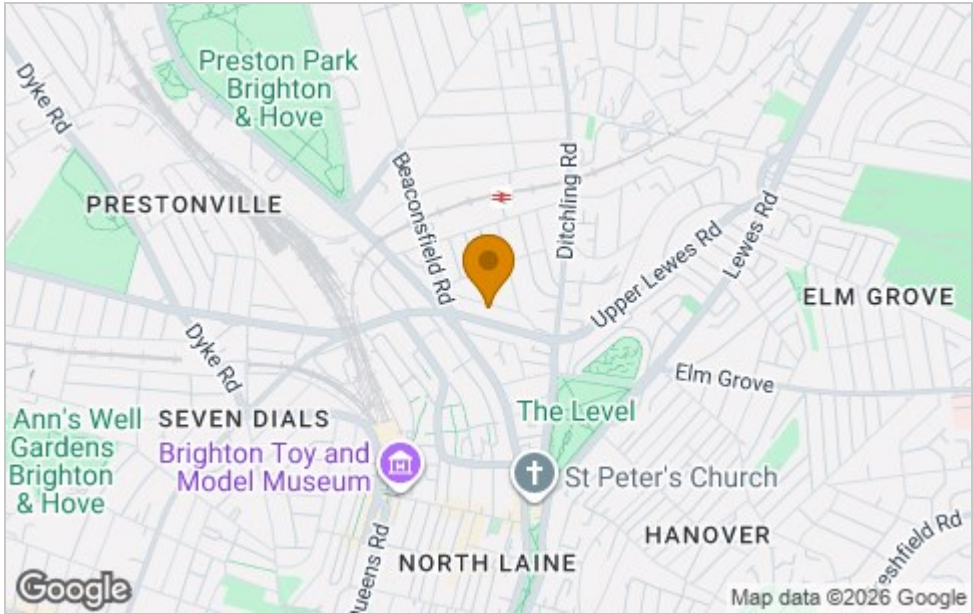 Preston Park
Brighton
& Hove
Dyke Rd
PRESTONVILLE
Beaconsfield Rd
Ditchling Rd
Upper Lewes Rd
Lewes Rd
ELM GROVE
Dyke Rd
Elm Grove
The Level
SEVEN DIALS
Ann's Well
Gardens
Brighton
& Hove
Brighton Toy and
Model Museum
St Peter's Church
HANOVER
NORTH LAINE
Queens Rd
eshfield Rd
Google
Map data ©2026 Google